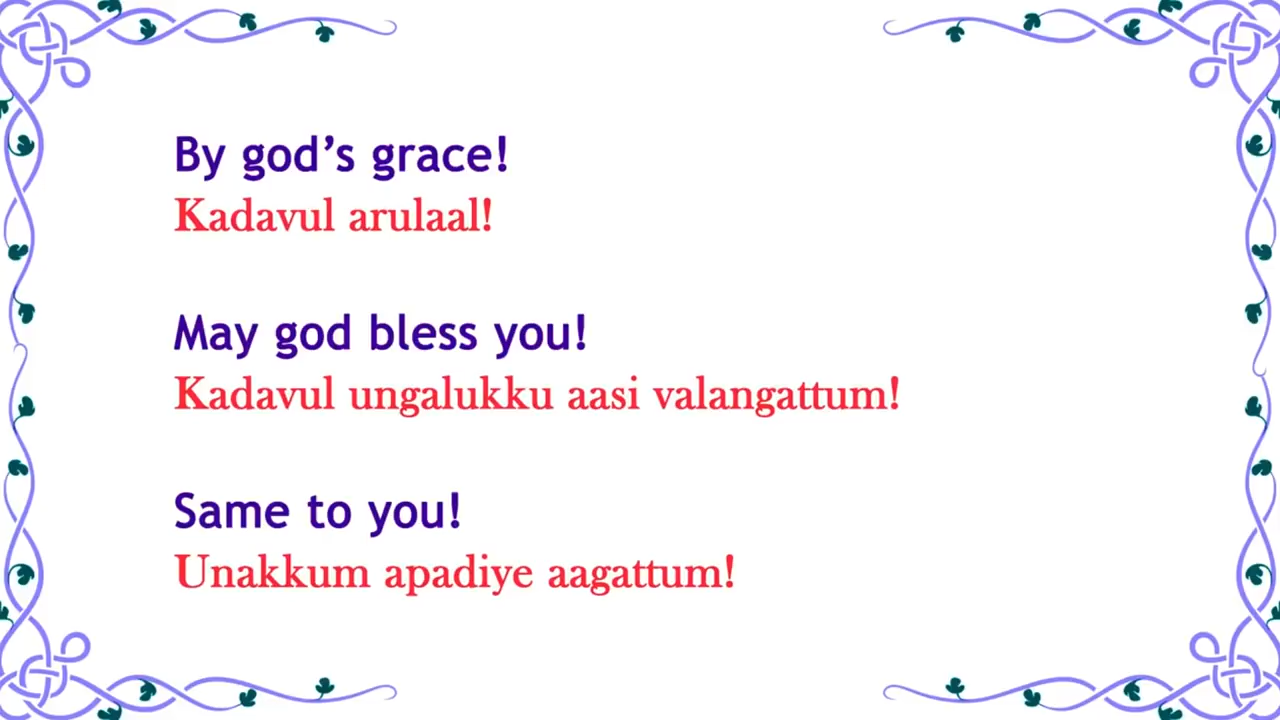 By god’s grace!
Kadavul arulaal!
May god bless you!
Kadavul ungalukku aasi valangattum!
Same to you!
Unakkum apadiye aagattum!